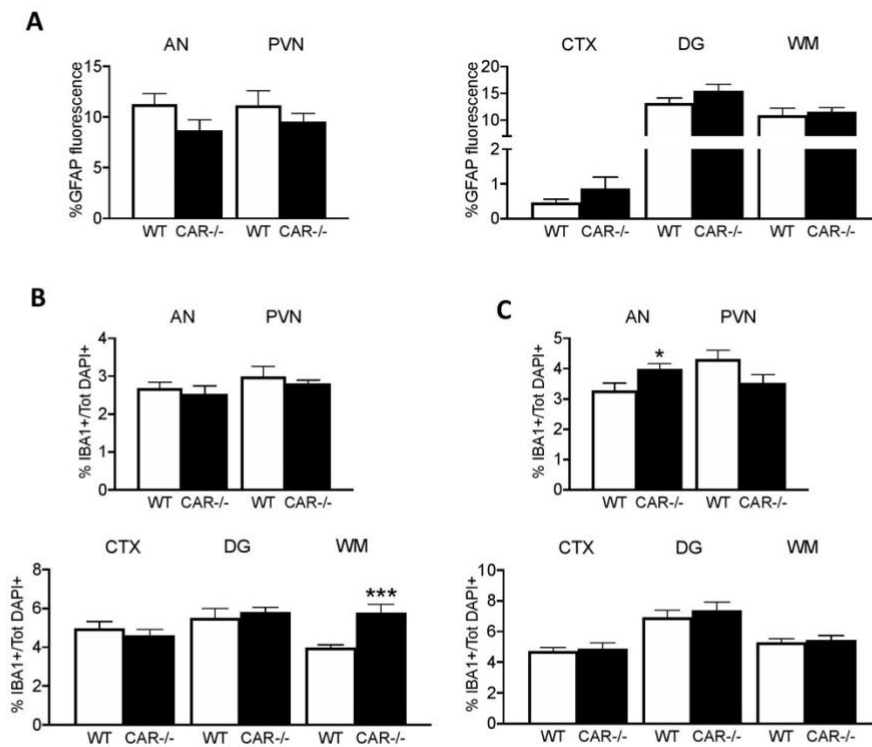 A
AN PVN
%GFAP fluorescence
15
10
5
0
WT CAR-/- WT CAR-/-
CTX DG WM
%GFAP fluorescence
20
15
10
2
1
0
WT CAR-/- WT CAR-/- WT CAR-/-
B
AN PVN
% IBA1+/Tot DAPI+
4
3
2
1
0
WT CAR-/- WT CAR-/-
C
AN PVN
% IBA1+/Tot DAPI+
5
4
3
2
1
0
*
WT CAR-/- WT CAR-/-
CTX DG WM
% IBA1+/Tot DAPI+
8
6
4
2
0
***
WT CAR-/- WT CAR-/- WT CAR-/-
CTX DG WM
% IBA1+/Tot DAPI+
10
8
6
4
2
0
WT CAR-/- WT CAR-/- WT CAR-/-